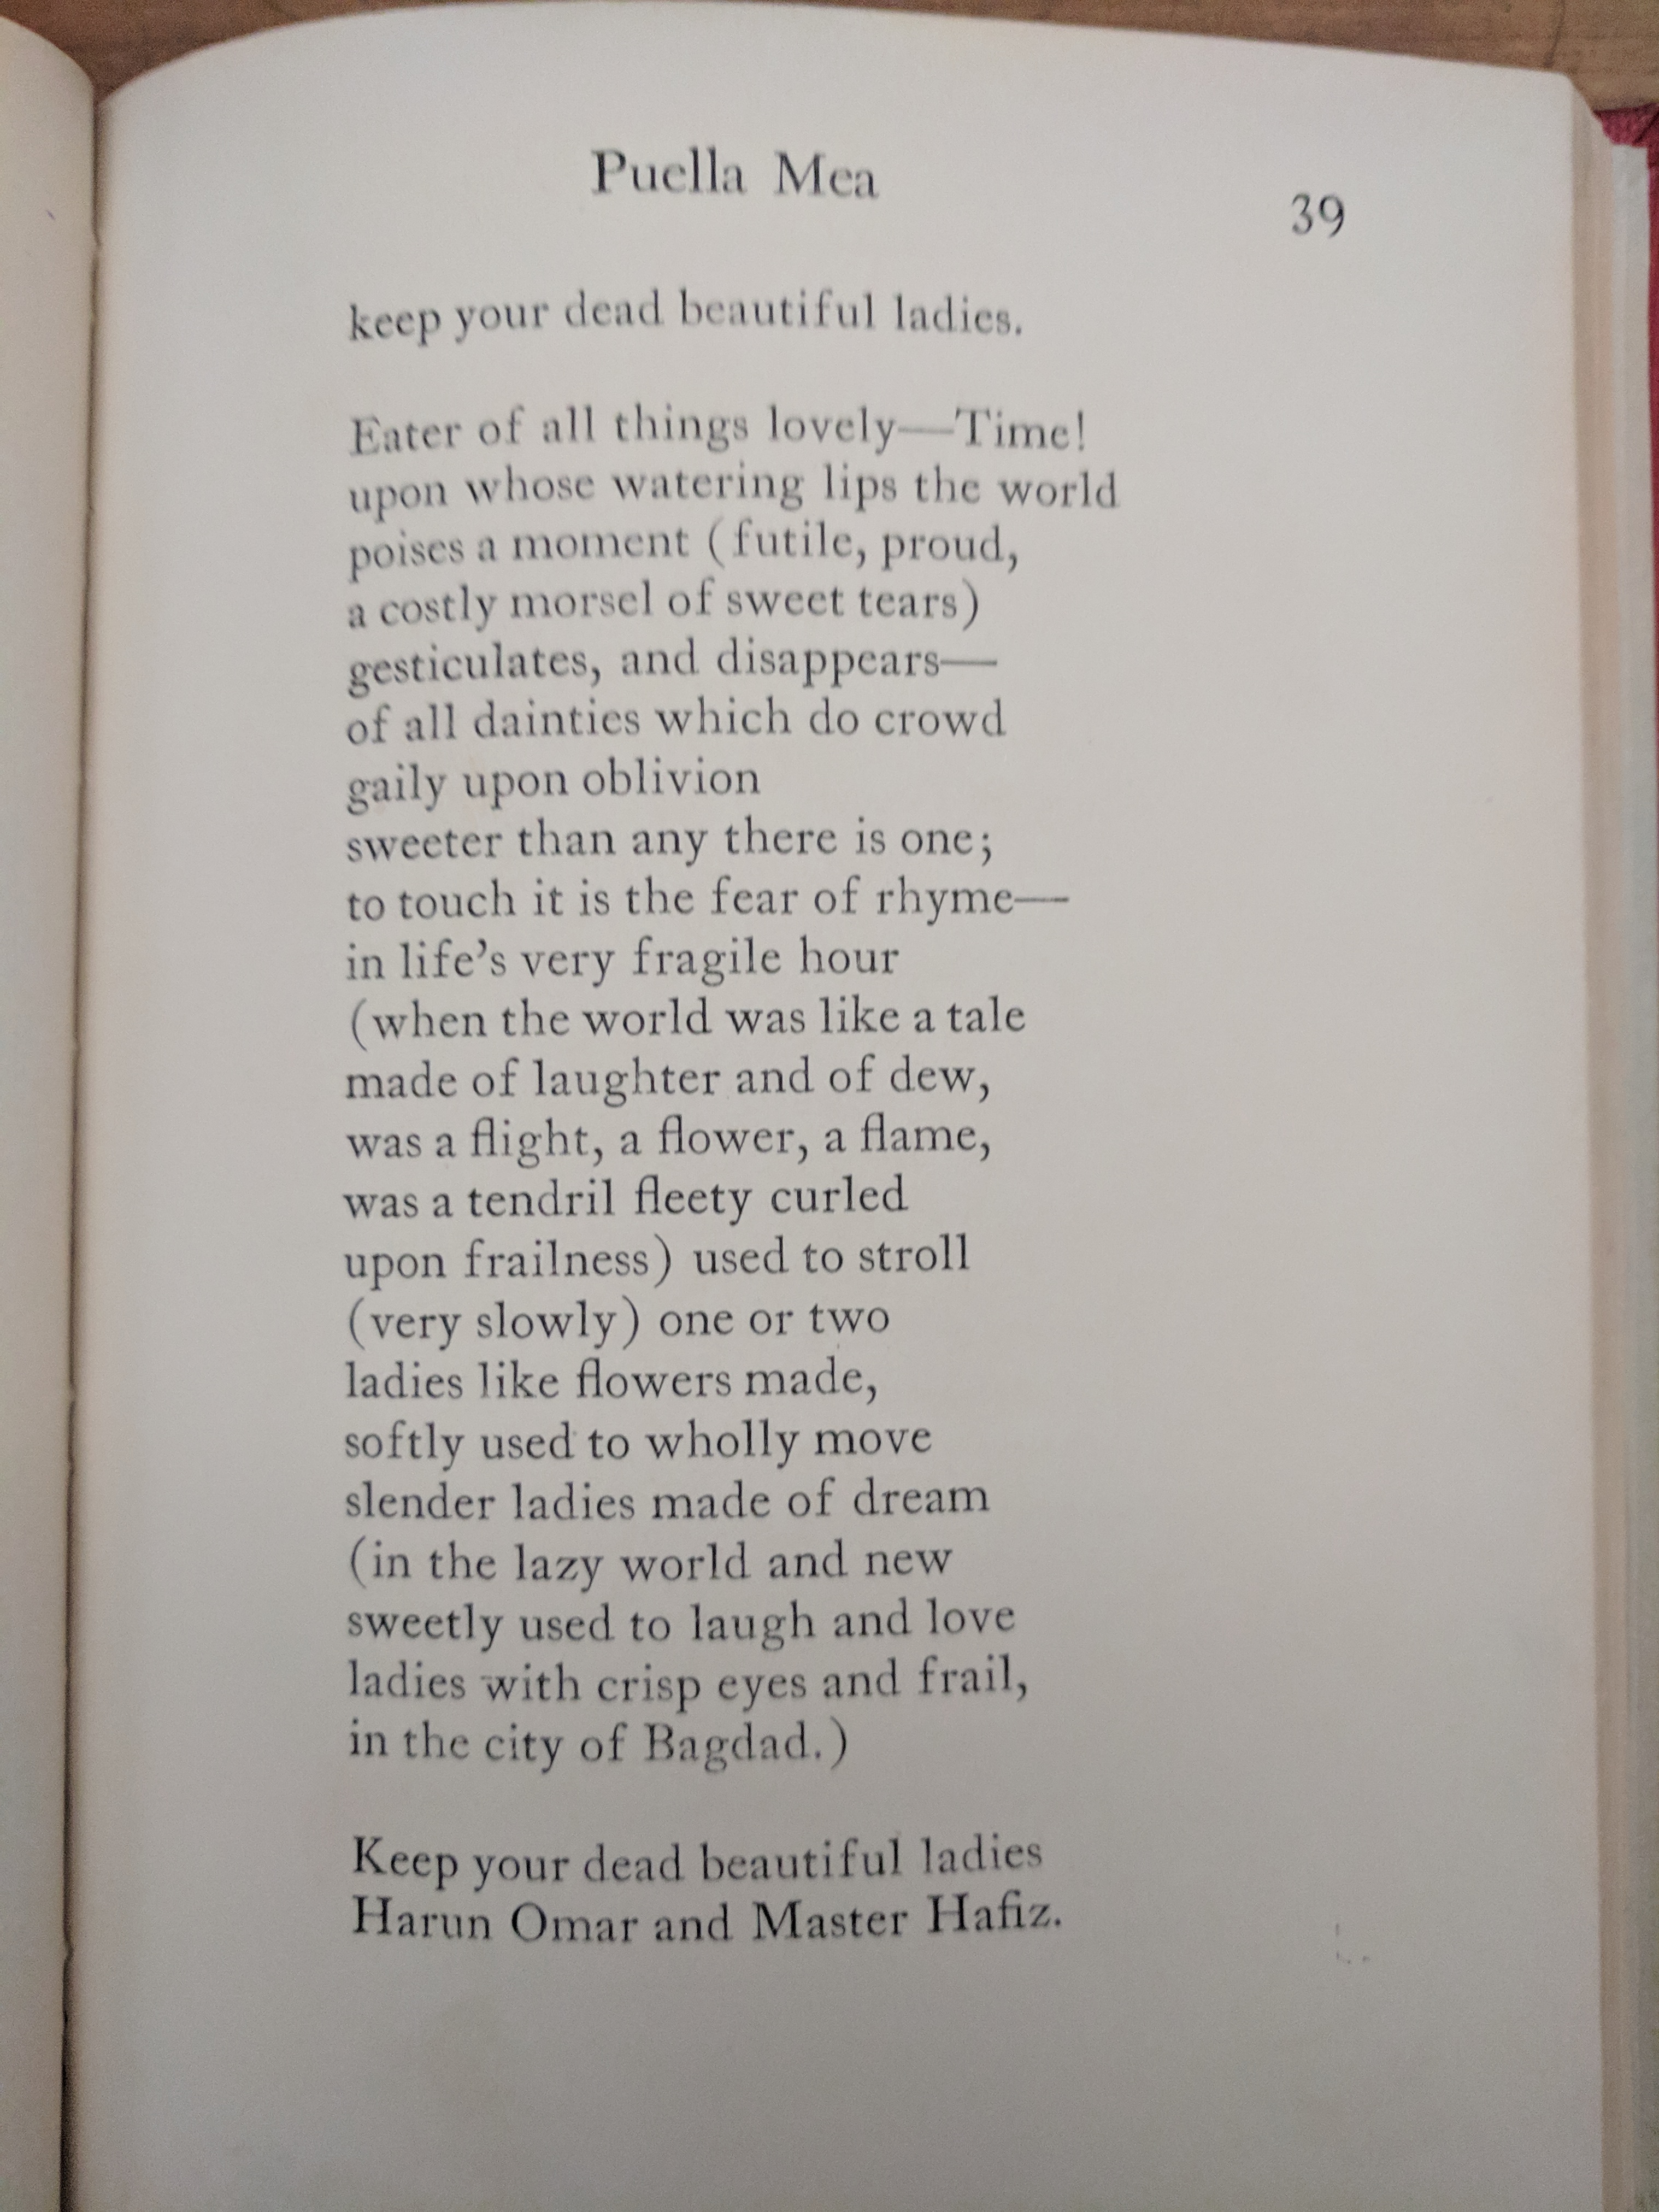 Puella Mea
39
keep your dead beautiful ladies.
Eater of all things lovely—Time!
upon whose watering lips the world
poises a moment (futile, proud,
a costly morsel of sweet tears)
gesticulates, and disappears—
of all dainties which do crowd
gaily upon oblivion
sweeter than any there is one;
to touch it is the fear of rhyme—
in life's very fragile hour
(when the world was like a tale
made of laughter and of dew,
was a flight, a flower, a flame,
was a tendril fleety curled
upon frailness) used to stroll
(very slowly) one or two
ladies like flowers made,
softly used to wholly move
slender ladies made of dream
(in the lazy world and new
sweetly used to laugh and love
ladies with crisp eyes and frail,
in the city of Bagdad.)
Keep your dead beautiful ladies
Harun Omar and Master Hafiz.